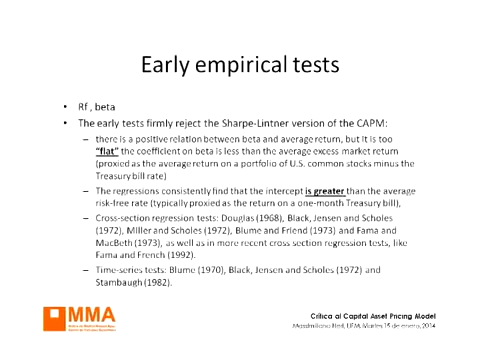 Early empirical tests
• Rf , beta
• The early tests firmly reject the Sharpe-Lintner version of the CAPM:
– there is a positive relation between beta and average return, but it is too
"flat" the coefficient on beta is less than the average excess market return
(proxied as the average return on a portfolio of U.S. common stocks minus the
Treasury bill rate)
– The regressions consistently find that the intercept is greater than the average
risk-free rate (typically proxied as the return on a one-month Treasury bill),
– Cross-section regression tests: Douglas (1968), Black, Jensen and Scholes
(1972), Miller and Scholes (1972), Blume and Friend (1973) and Fama and
MacBeth (1973), as well as in more recent cross section regression tests, like
Fama and French (1992).
– Time-series tests: Blume (1970), Black, Jensen and Scholes (1972) and
Stambaugh (1982).
MMA
Crítica al Capital Asset Pricing Model
UFM, Martes 15 de enero, 2014